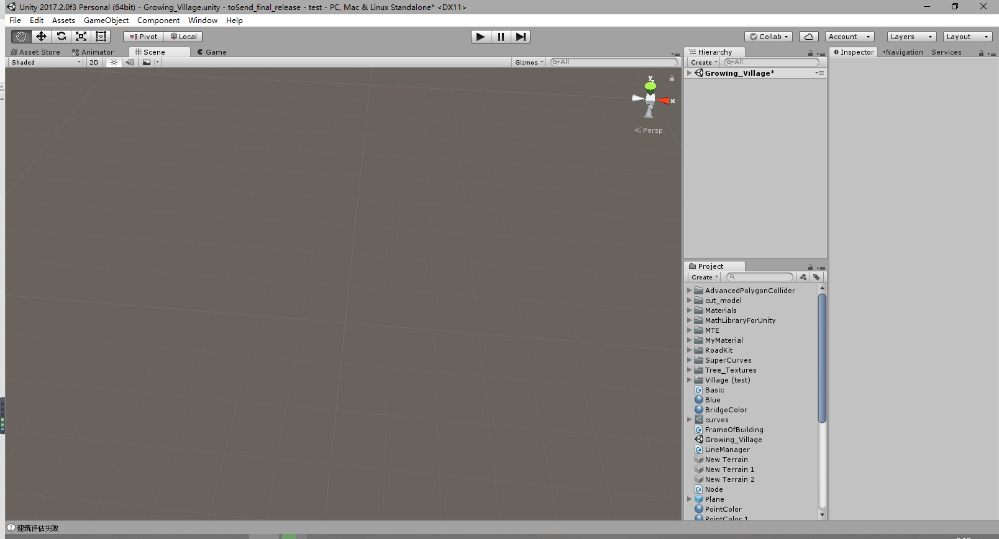 Unity 2017.2.0f3 Personal (64bit) - Growing_Village.unity - toSend_final_release - test - PC, Mac & Linux Standalone* <DX11>
File Edit Assets GameObject Component Window Help
Pivot Local Collab Account Layers Layout
Asset Store Animator Scene Game
Shaded 2D Gizmos All
y
x
Persp
Hierarchy
Create All
Growing_Village*
Inspector Navigation Services
Project
Create
AdvancedPolygonCollider
cut_model
Materials
MathLibraryForUnity
MTE
MyMaterial
RoadKit
SuperCurves
Tree_Textures
Village (test)
Basic
Blue
BridgeColor
curves
FrameOfBuilding
Growing_Village
LineManager
New Terrain
New Terrain 1
New Terrain 2
Node
Plane
PointColor
PointColor 1
建筑评估失败